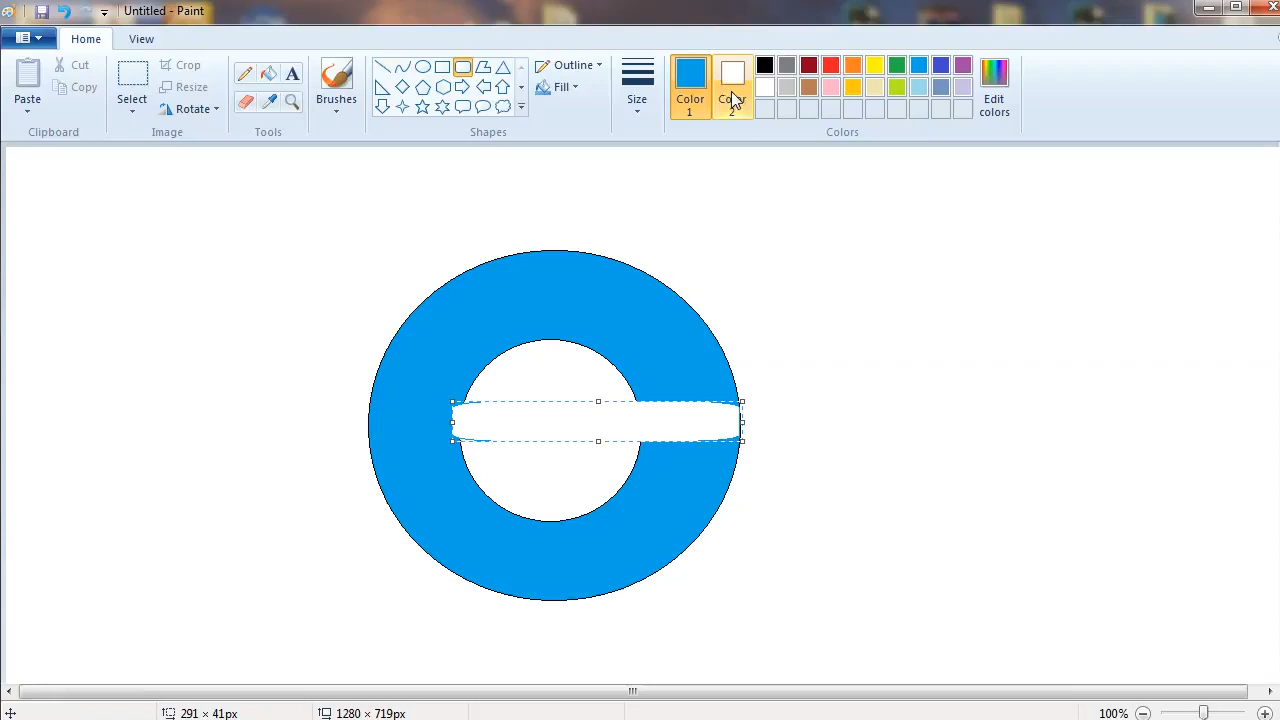 Untitled - Paint
Home View
Paste
Cut
Copy
Clipboard
Select
Crop
Resize
Rotate
Image
A
Tools
Brushes
Shapes
Outline
Fill
Size
Color 1
2
Colors
Edit colors
291 × 41px
1280 × 719px
100%